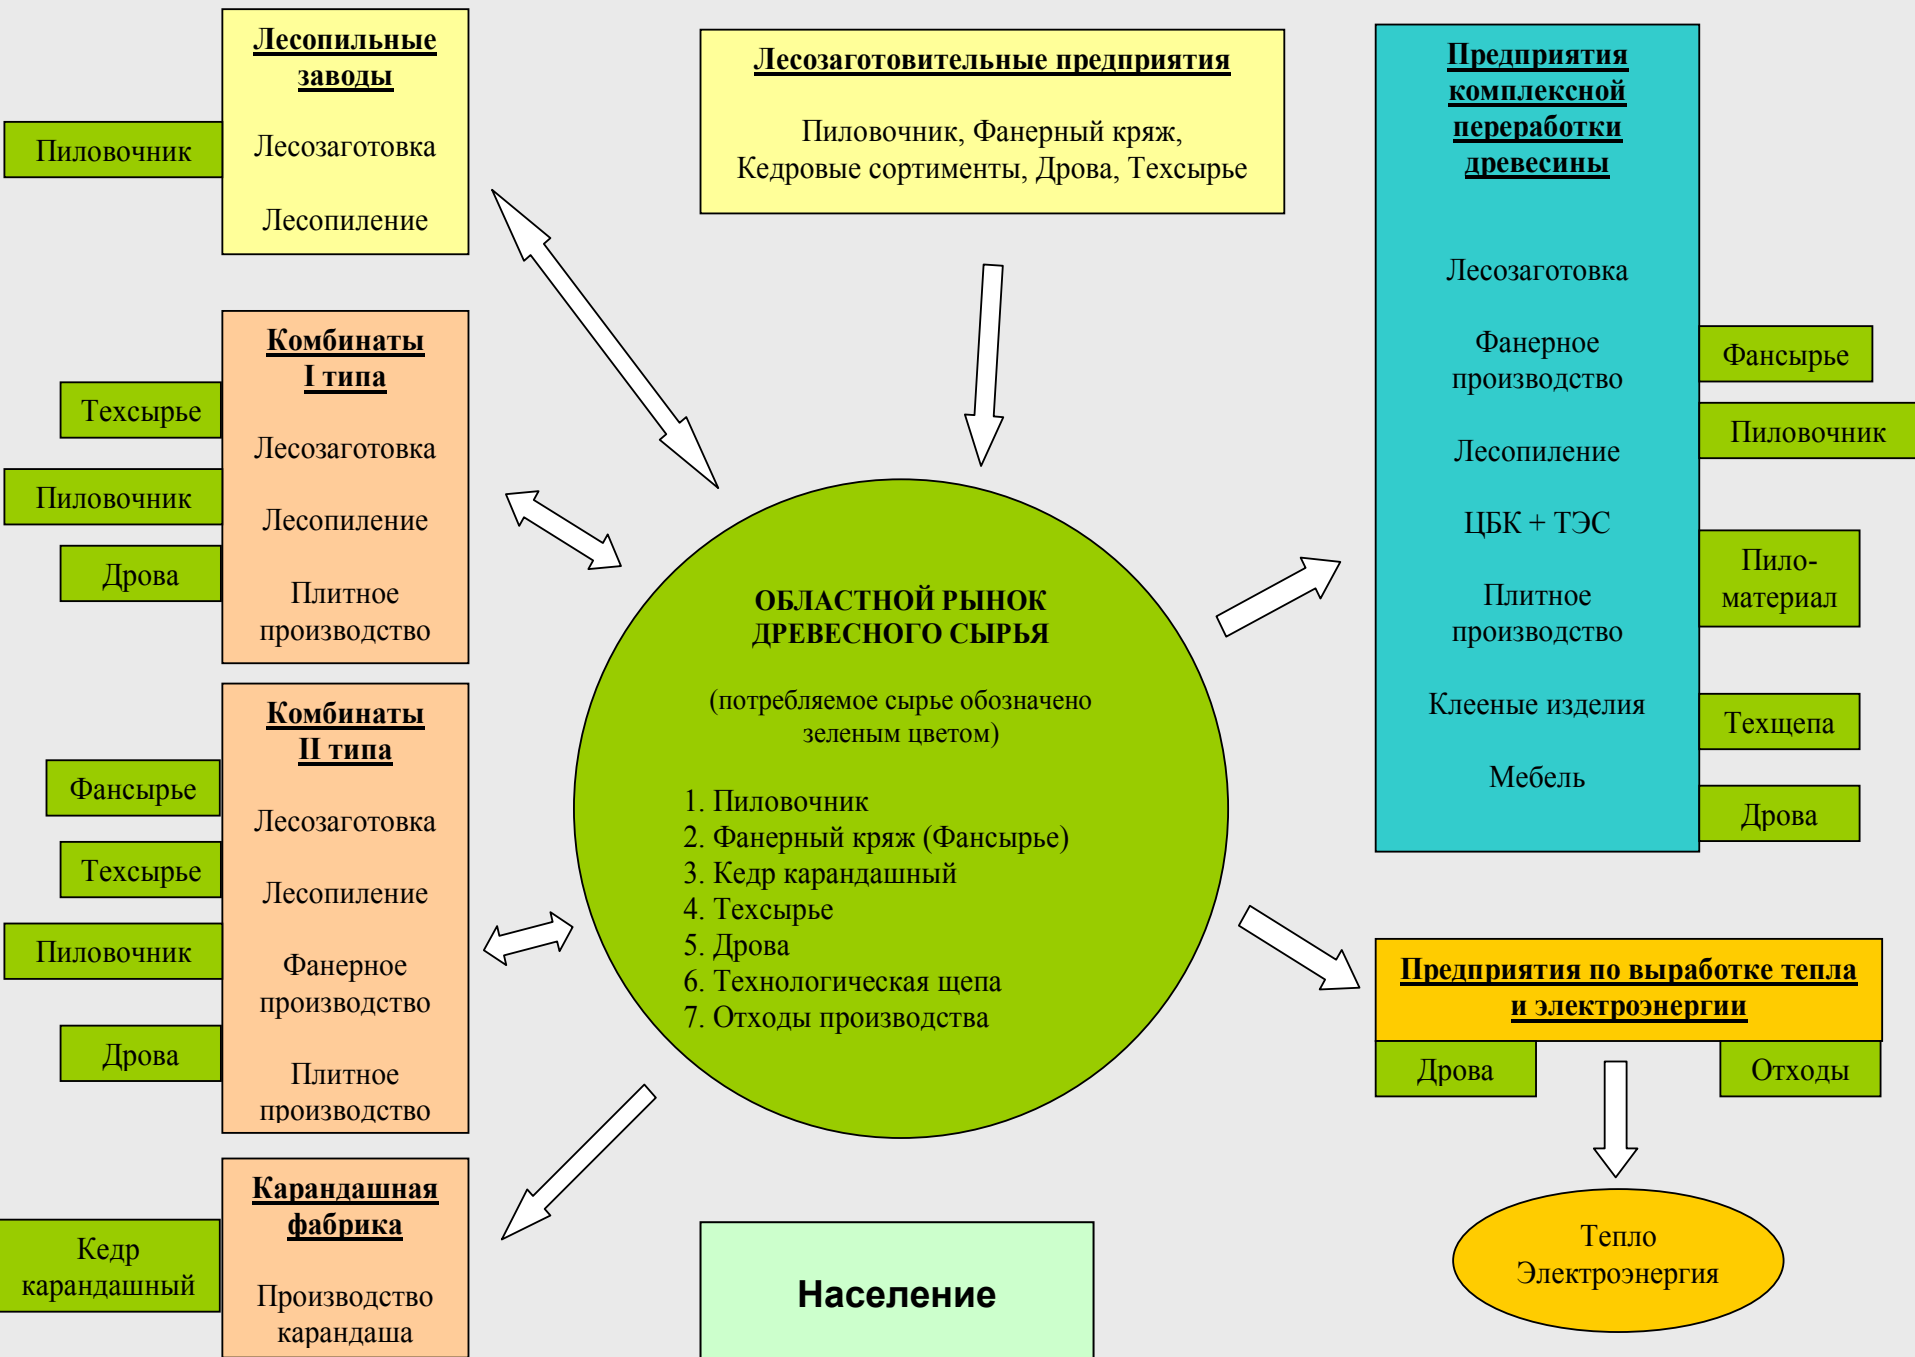 Лесопильные
заводы
Лесозаготовка
Лесопиление
Пиловочник
Лесозаготовительные предприятия
Пиловочник, Фанерный кряж,
Кедровые сортименты, Дрова, Техсырье
Предприятия
комплексной
переработки
древесины
Лесозаготовка
Фанерное
производство
Лесопиление
ЦБК + ТЭС
Плитное
производство
Клееные изделия
Мебель
Фансырье
Пиловочник
Пило-
материал
Техщепа
Дрова
Комбинаты
I типа
Лесозаготовка
Лесопиление
Плитное
производство
Техсырье
Пиловочник
Дрова
ОБЛАСТНОЙ РЫНОК
ДРЕВЕСНОГО СЫРЬЯ
(потребляемое сырье обозначено
зеленым цветом)
1. Пиловочник
2. Фанерный кряж (Фансырье)
3. Кедр карандашный
4. Техсырье
5. Дрова
6. Технологическая щепа
7. Отходы производства
Комбинаты
II типа
Лесозаготовка
Лесопиление
Фанерное
производство
Плитное
производство
Фансырье
Техсырье
Пиловочник
Дрова
Предприятия по выработке тепла
и электроэнергии
Дрова
Отходы
Тепло
Электроэнергия
Карандашная
фабрика
Производство
карандаша
Кедр
карандашный
Население